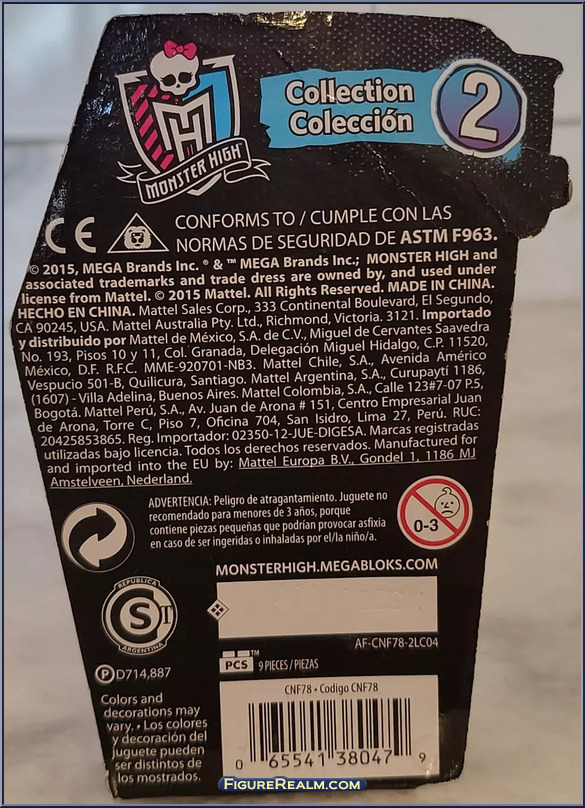 MONSTER HIGH
Collection
Colección
2
CE
CONFORMS TO / CUMPLE CON LAS
NORMAS DE SEGURIDAD DE ASTM F963.
© 2015, MEGA Brands Inc. ® & ™ MEGA Brands Inc.; MONSTER HIGH and
associated trademarks and trade dress are owned by, and used under
license from Mattel. © 2015 Mattel. All Rights Reserved. MADE IN CHINA.
HECHO EN CHINA. Mattel Sales Corp., 333 Continental Boulevard, El Segundo,
CA 90245, USA. Mattel Australia Pty. Ltd., Richmond, Victoria. 3121. Importado
y distribuido por Mattel de México, S.A. de C.V., Miguel de Cervantes Saavedra
No. 193, Pisos 10 y 11, Col. Granada, Delegación Miguel Hidalgo, C.P. 11520,
México, D.F. R.F.C. MME-920701-NB3. Mattel Chile, S.A., Avenida Américo
Vespucio 501-B, Quilicura, Santiago. Mattel Argentina, S.A., Curupaytí 1186,
(1607) - Villa Adelina, Buenos Aires. Mattel Colombia, S.A., Calle 123#7-07 P.5,
Bogotá. Mattel Perú, S.A., Av. Juan de Arona # 151, Centro Empresarial Juan
de Arona, Torre C, Piso 7, Oficina 704, San Isidro, Lima 27, Perú. RUC:
20425853865. Reg. Importador: 02350-12-JUE-DIGESA. Marcas registradas
utilizadas bajo licencia. Todos los derechos reservados. Manufactured for
and imported into the EU by: Mattel Europa B.V., Gondel 1, 1186 MJ
Amstelveen, Nederland.
ADVERTENCIA: Peligro de atragantamiento. Juguete no
recomendado para menores de 3 años, porque
contiene piezas pequeñas que podrían provocar asfixia
en caso de ser ingeridas o inhaladas por el/la niño/a.
0-3
MONSTERHIGH.MEGABLOKS.COM
REPUBLICA
S
ARGENTINA
AF-CNF78-2LC04
PCS™ 9 PIECES/PIEZAS
Ⓟ D714,887
Colors and
decorations may
vary. • Los colores
y decoración del
juguete pueden
ser distintos de
los mostrados.
CNF78 • Codigo CNF78
0 65541 38047 9
FigureRealm.com